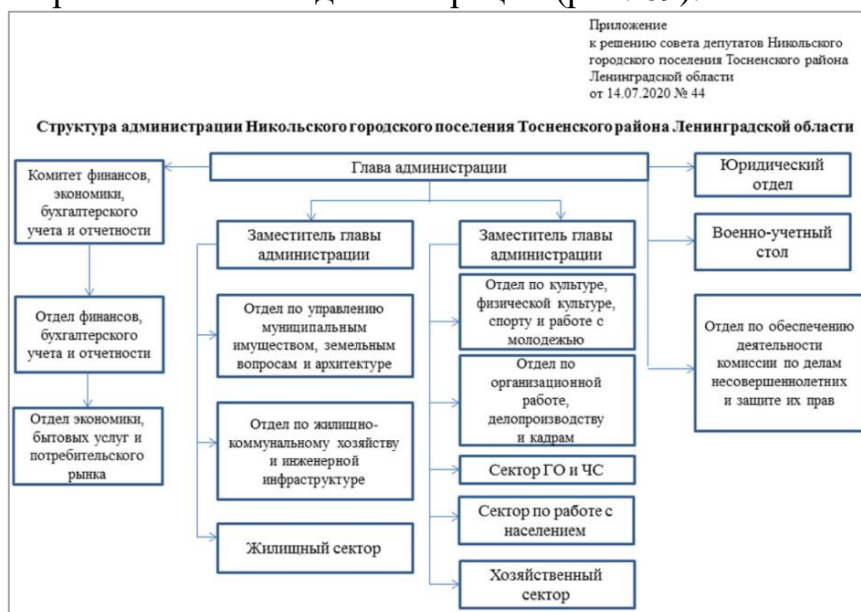 Приложение
к решению совета депутатов Никольского
городского поселения Тосненского района
Ленинградской области
от 14.07.2020 № 44
Структура администрации Никольского городского поселения Тосненского района Ленинградской области
Глава администрации
Комитет финансов,
экономики,
бухгалтерского
учета и отчетности
Отдел финансов,
бухгалтерского
учета и отчетности
Отдел экономики,
бытовых услуг и
потребительского
рынка
Заместитель главы
администрации
Отдел по управлению
муниципальным
имуществом, земельным
вопросам и архитектуре
Отдел по жилищно-
коммунальному хозяйству
и инженерной
инфраструктуре
Жилищный сектор
Заместитель главы
администрации
Отдел по культуре,
физической культуре,
спорту и работе с
молодежью
Отдел по
организационной
работе,
делопроизводству
и кадрам
Сектор ГО и ЧС
Сектор по работе с
населением
Хозяйственный
сектор
Юридический
отдел
Военно-учетный
стол
Отдел по обеспечению
деятельности
комиссии по делам
несовершеннолетних
и защите их прав